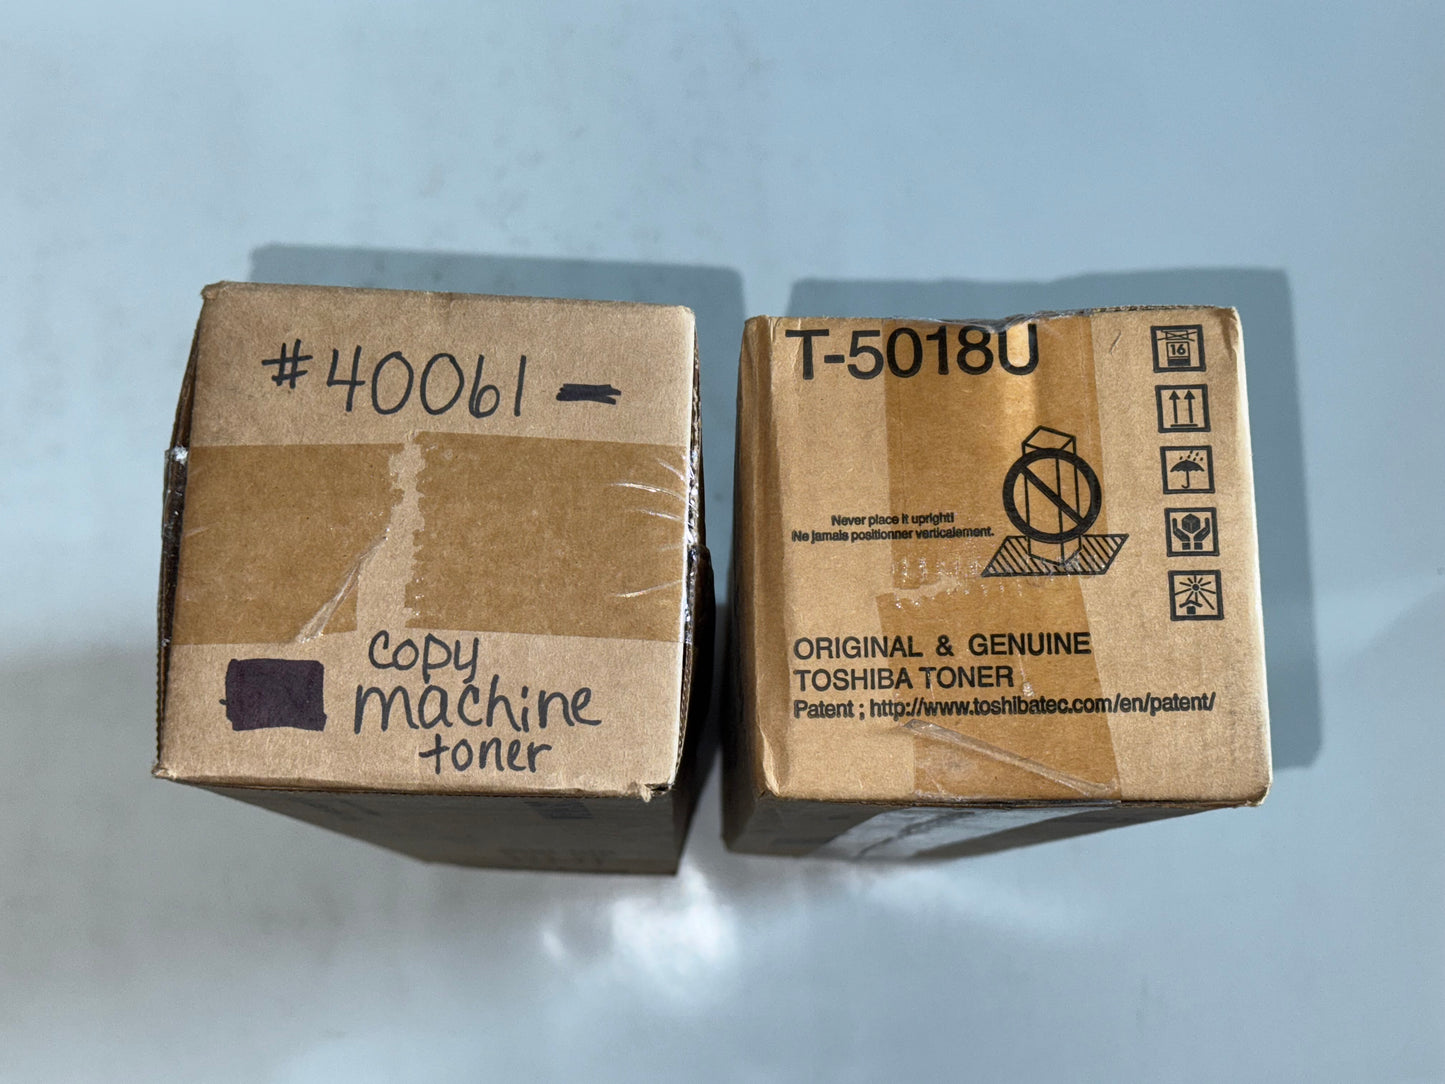 #40061
copy
machine
toner
T-5018U
16
Never place it upright!
Ne jamais positionner verticalement.
ORIGINAL & GENUINE
TOSHIBA TONER
Patent ; http://www.toshibatec.com/en/patent/